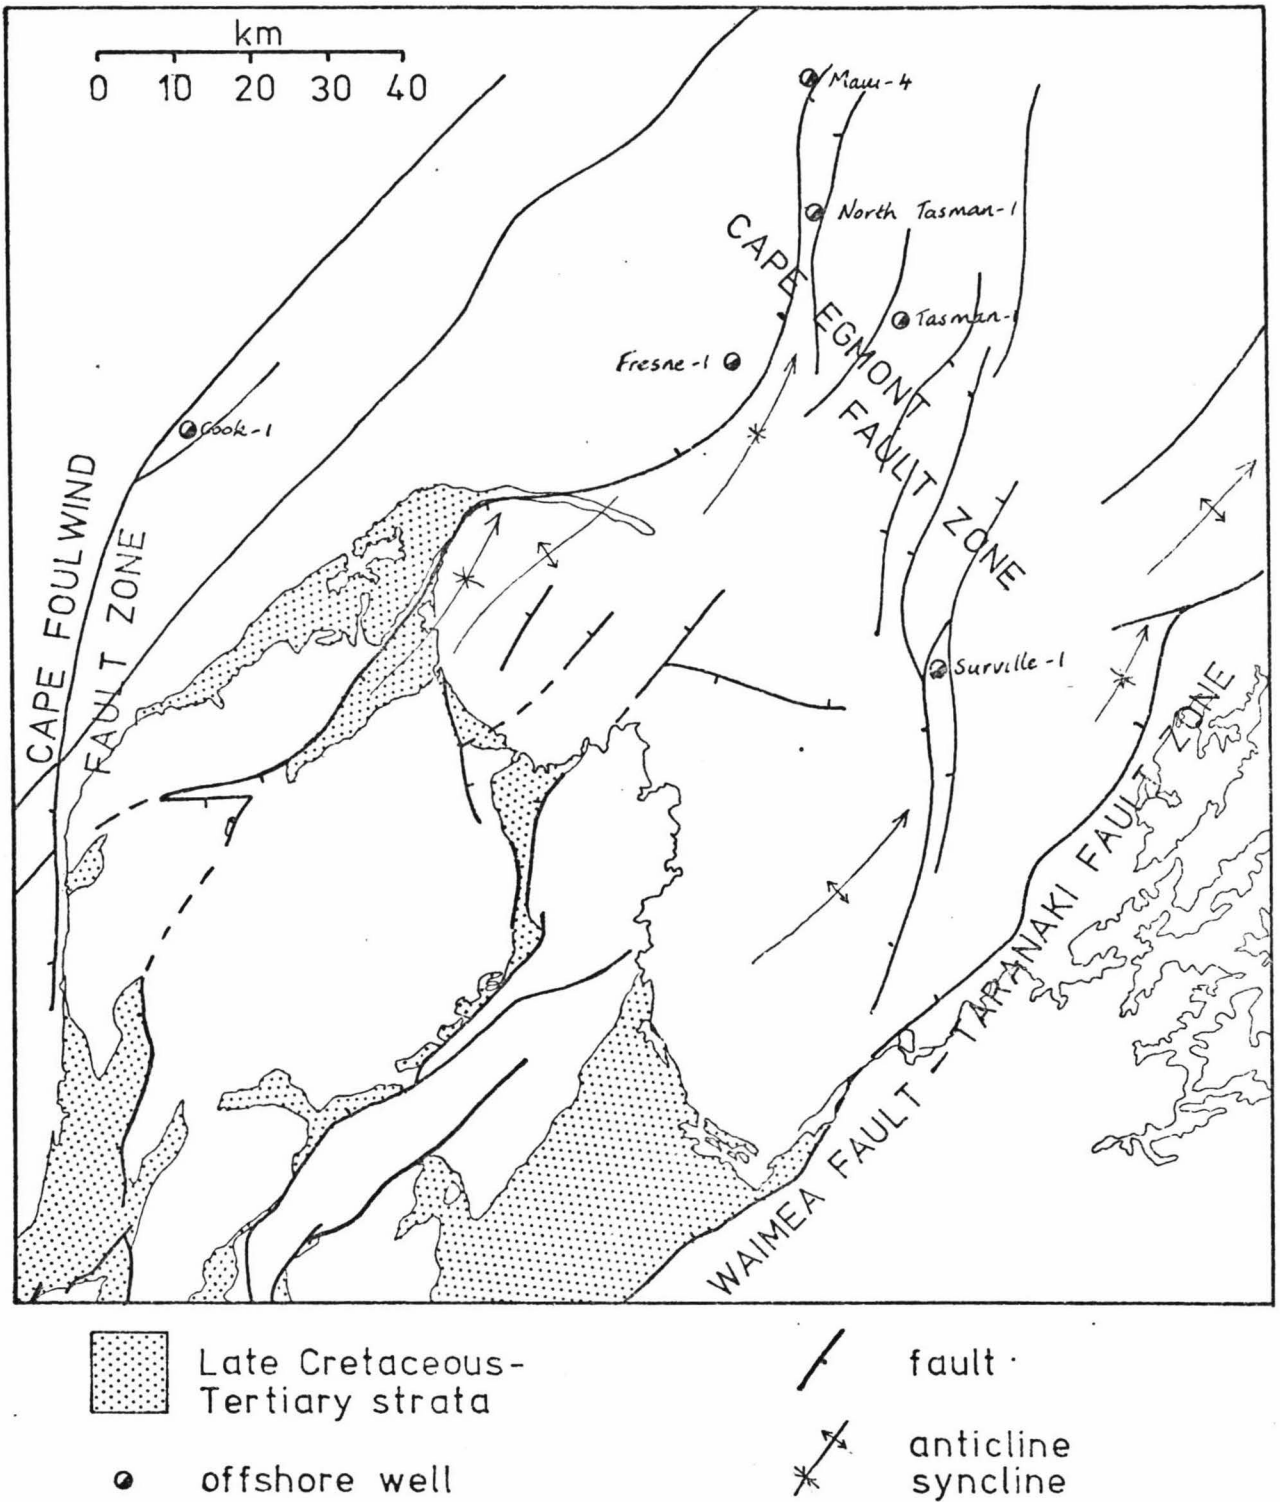 km
0 10 20 30 40
Maui-4
North Tasman-1
CAPE EGMONT FAULT ZONE
Tasman-1
Fresne-1
Cook-1
CAPE FOULWIND
FAULT ZONE
Surville-1
WAIMEA FAULT - TARANAKI FAULT ZONE
Late Cretaceous-
Tertiary strata
offshore well
fault
anticline
syncline